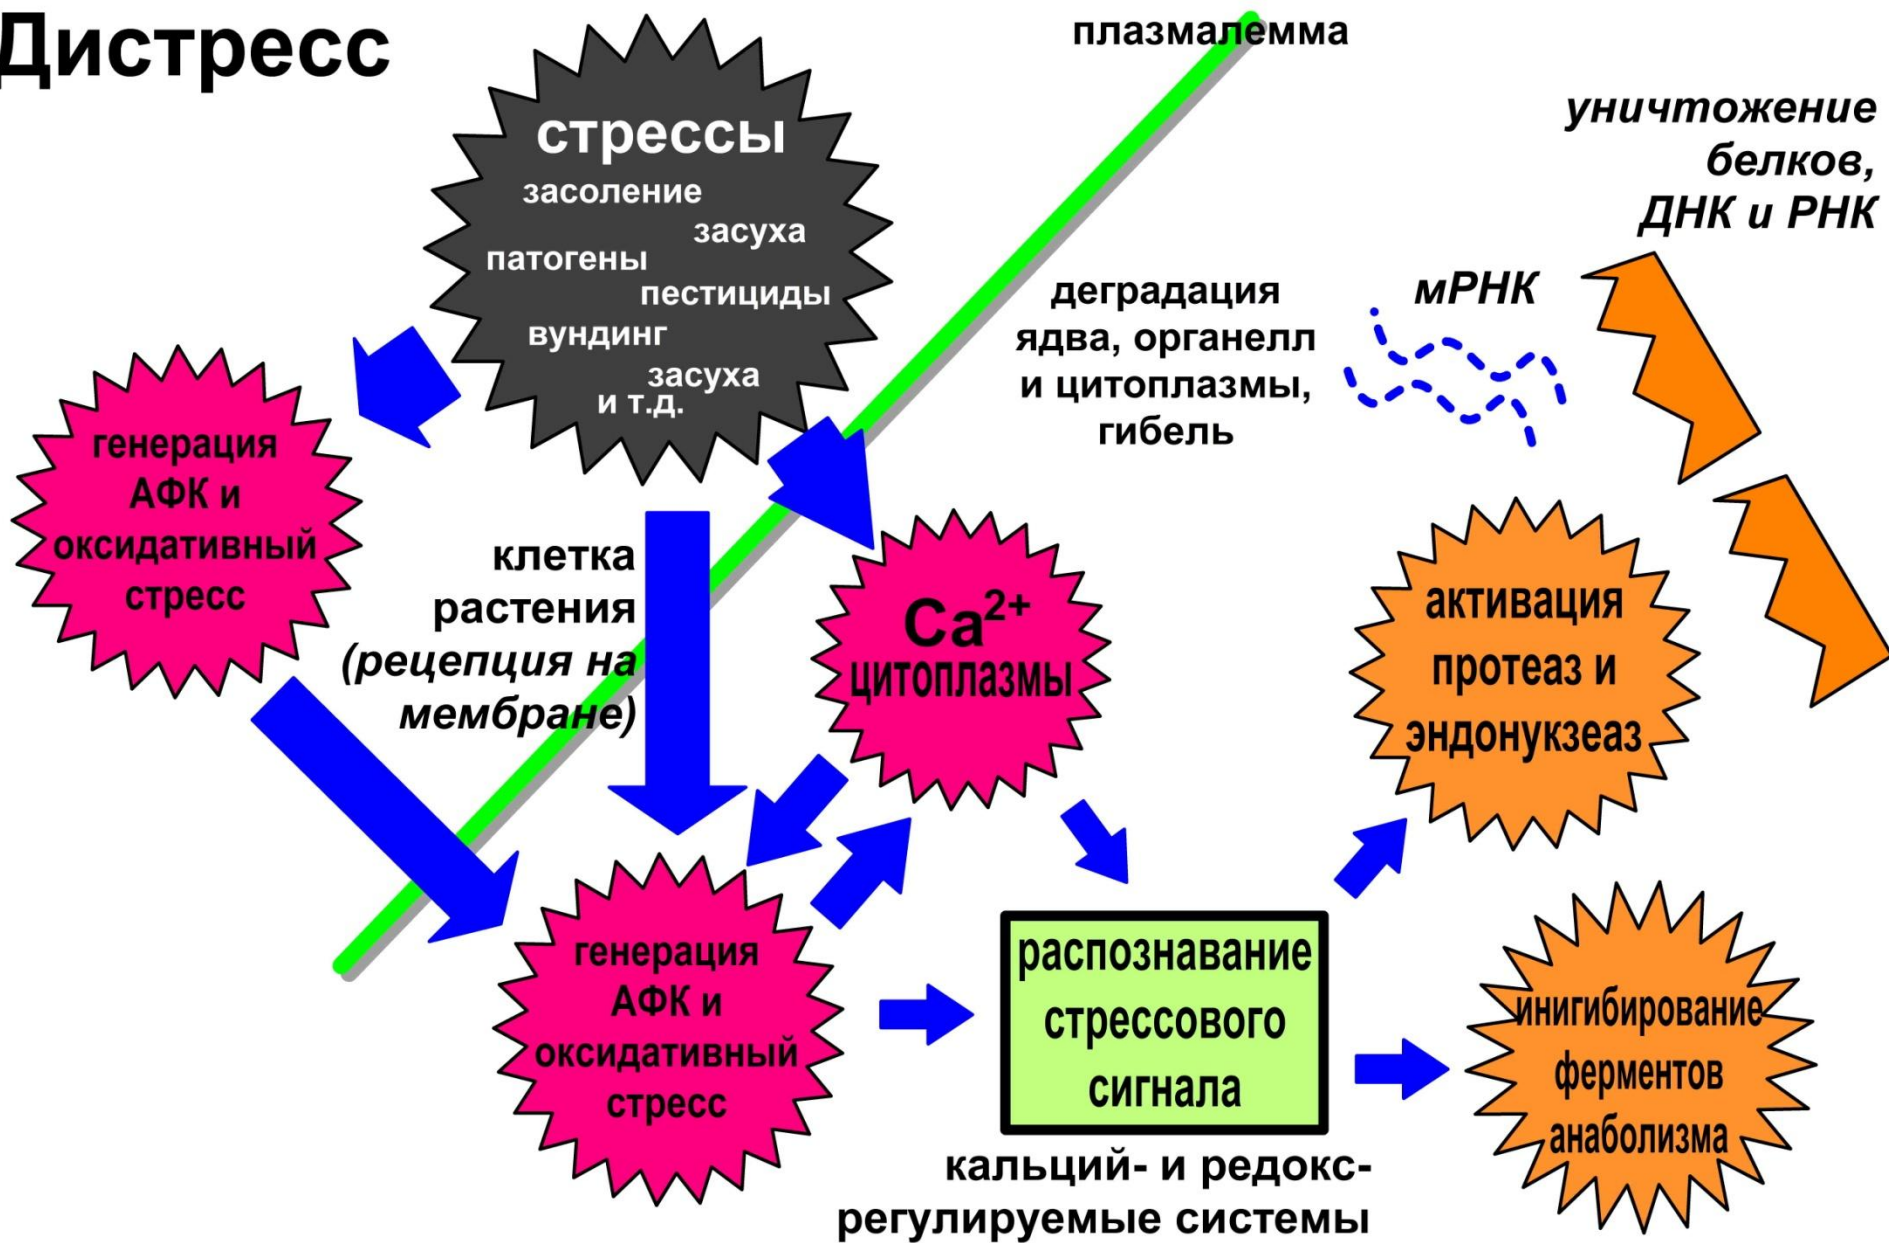 Дистресс
плазмалемма
стрессы
засоление
засуха
патогены
пестициды
вундинг
засуха
и т.д.
уничтожение
белков,
ДНК и РНК
деградация
ядва, органелл
и цитоплазмы,
гибель
мРНК
генерация
АФК и
оксидативный
стресс
клетка
растения
(рецепция на
мембране)
Ca²⁺
цитоплазмы
активация
протеаз и
эндонукзеаз
генерация
АФК и
оксидативный
стресс
распознавание
стрессового
сигнала
инигибирование
ферментов
анаболизма
кальций- и редокс-
регулируемые системы